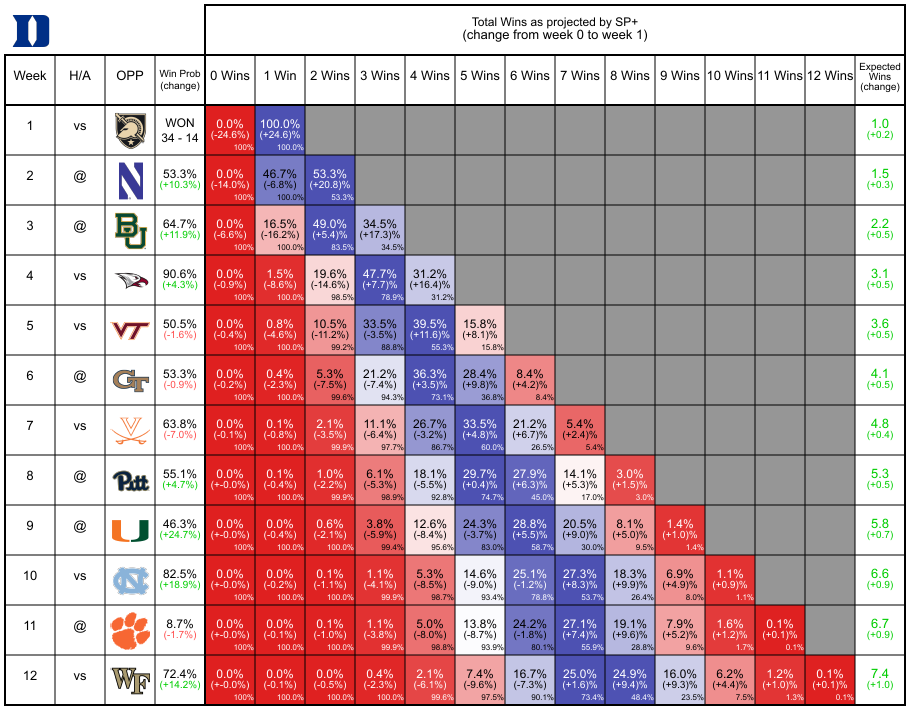 Total Wins as projected by SP+
(change from week 0 to week 1)
Week H/A OPP Win Prob (change) 0 Wins 1 Win 2 Wins 3 Wins 4 Wins 5 Wins 6 Wins 7 Wins 8 Wins 9 Wins 10 Wins 11 Wins 12 Wins Expected Wins (change)
1 vs WON 0.0% 100.0% 1.0
34 - 14 (-24.6%) (+24.6)% (+0.2)
100% 100.0%
2 @ N 53.3% 0.0% 46.7% 53.3% 1.5
(+10.3%) (-14.0%) (-6.8%) (+20.8)% (+0.3)
100% 100.0% 53.3%
3 @ BU 64.7% 0.0% 16.5% 49.0% 34.5% 2.2
(+11.9%) (-6.6%) (-16.2%) (+5.4)% (+17.3)% (+0.5)
100% 100.0% 83.5% 34.5%
4 vs 90.6% 0.0% 1.5% 19.6% 47.7% 31.2% 3.1
(+4.3%) (-0.9%) (-8.6%) (-14.6%) (+7.7)% (+16.4)% (+0.5)
100% 100.0% 98.5% 78.9% 31.2%
5 vs VT 50.5% 0.0% 0.8% 10.5% 33.5% 39.5% 15.8% 3.6
(-1.6%) (-0.4%) (-4.6%) (-11.2%) (-3.5%) (+11.6)% (+8.1)% (+0.5)
100% 100.0% 99.2% 88.8% 55.3% 15.8%
6 @ GT 53.3% 0.0% 0.4% 5.3% 21.2% 36.3% 28.4% 8.4% 4.1
(-0.9%) (-0.2%) (-2.3%) (-7.5%) (-7.4%) (+3.5)% (+9.8)% (+4.2)% (+0.5)
100% 100.0% 99.6% 94.3% 73.1% 36.8% 8.4%
7 vs V 63.8% 0.0% 0.1% 2.1% 11.1% 26.7% 33.5% 21.2% 5.4% 4.8
(-7.0%) (-0.1%) (-0.8%) (-3.5%) (-6.4%) (-3.2%) (+4.8)% (+6.7)% (+2.4)% (+0.4)
100% 100.0% 99.9% 97.7% 86.7% 60.0% 26.5% 5.4%
8 @ Pitt 55.1% 0.0% 0.1% 1.0% 6.1% 18.1% 29.7% 27.9% 14.1% 3.0% 5.3
(+4.7%) (+0.0%) (-0.4%) (-2.2%) (-5.3%) (-5.5%) (+0.4)% (+6.3)% (+5.3)% (+1.5)% (+0.5)
100% 100.0% 99.9% 98.9% 92.8% 74.7% 45.0% 17.0% 3.0%
9 @ U 46.3% 0.0% 0.0% 0.6% 3.8% 12.6% 24.3% 28.8% 20.5% 8.1% 1.4% 5.8
(+24.7%) (+0.0%) (-0.4%) (-2.1%) (-5.9%) (-8.4%) (-3.7%) (+5.5)% (+9.0)% (+5.0)% (+1.0)% (+0.7)
100% 100.0% 100.0% 99.4% 95.6% 83.0% 58.7% 30.0% 9.5% 1.4%
10 vs NC 82.5% 0.0% 0.0% 0.1% 1.1% 5.3% 14.6% 25.1% 27.3% 18.3% 6.9% 1.1% 6.6
(+18.9%) (+0.0%) (-0.2%) (-1.1%) (-4.1%) (-8.5%) (-9.0%) (-1.2%) (+8.3)% (+9.9)% (+4.9)% (+0.9)% (+0.9)
100% 100.0% 100.0% 99.9% 98.7% 93.4% 78.8% 53.7% 26.4% 8.0% 1.1%
11 @ 8.7% 0.0% 0.0% 0.1% 1.1% 5.0% 13.8% 24.2% 27.1% 19.1% 7.9% 1.6% 0.1% 6.7
(-1.7%) (+0.0%) (-0.1%) (-1.0%) (-3.8%) (-8.0%) (-8.7%) (-1.8%) (+7.4)% (+9.6)% (+5.2)% (+1.2)% (+0.1)% (+0.9)
100% 100.0% 100.0% 99.9% 98.8% 93.9% 80.1% 55.9% 28.8% 9.6% 1.7% 0.1%
12 vs WF 72.4% 0.0% 0.0% 0.0% 0.4% 2.1% 7.4% 16.7% 25.0% 24.9% 16.0% 6.2% 1.2% 0.1% 7.4
(+14.2%) (+0.0%) (-0.1%) (-0.5%) (-2.3%) (-6.1%) (-9.6%) (-7.3%) (+1.6)% (+9.4)% (+9.3)% (+4.4)% (+1.0)% (+0.1)% (+1.0)
100% 100.0% 100.0% 100.0% 99.6% 97.5% 90.1% 73.4% 48.4% 23.5% 7.5% 1.3% 0.1%